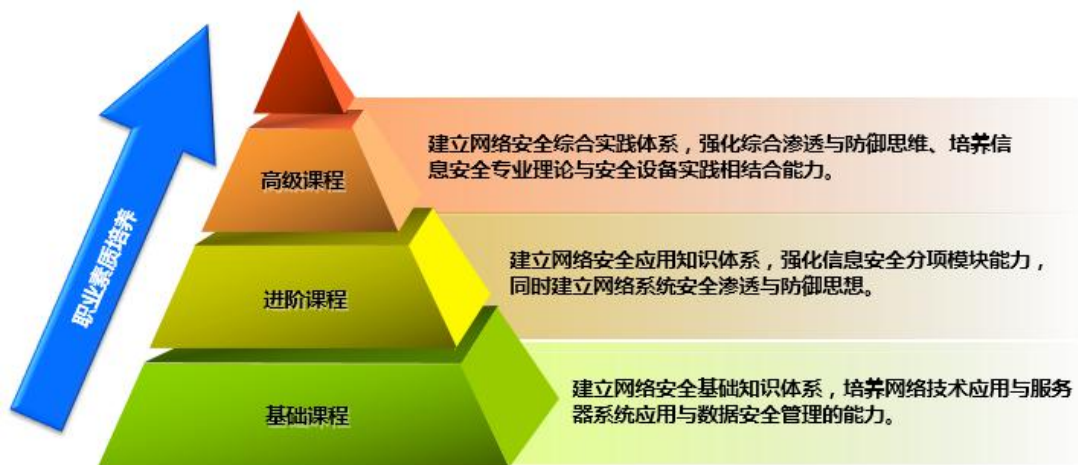 建立网络安全综合实践体系，强化综合渗透与防御思维、培养信
息安全专业理论与安全设备实践相结合能力。
高级课程
职业素质培养
建立网络安全应用知识体系，强化信息安全分项模块能力，
同时建立网络系统安全渗透与防御思想。
进阶课程
建立网络安全基础知识体系，培养网络技术应用与服务
器系统应用与数据安全管理的能力。
基础课程